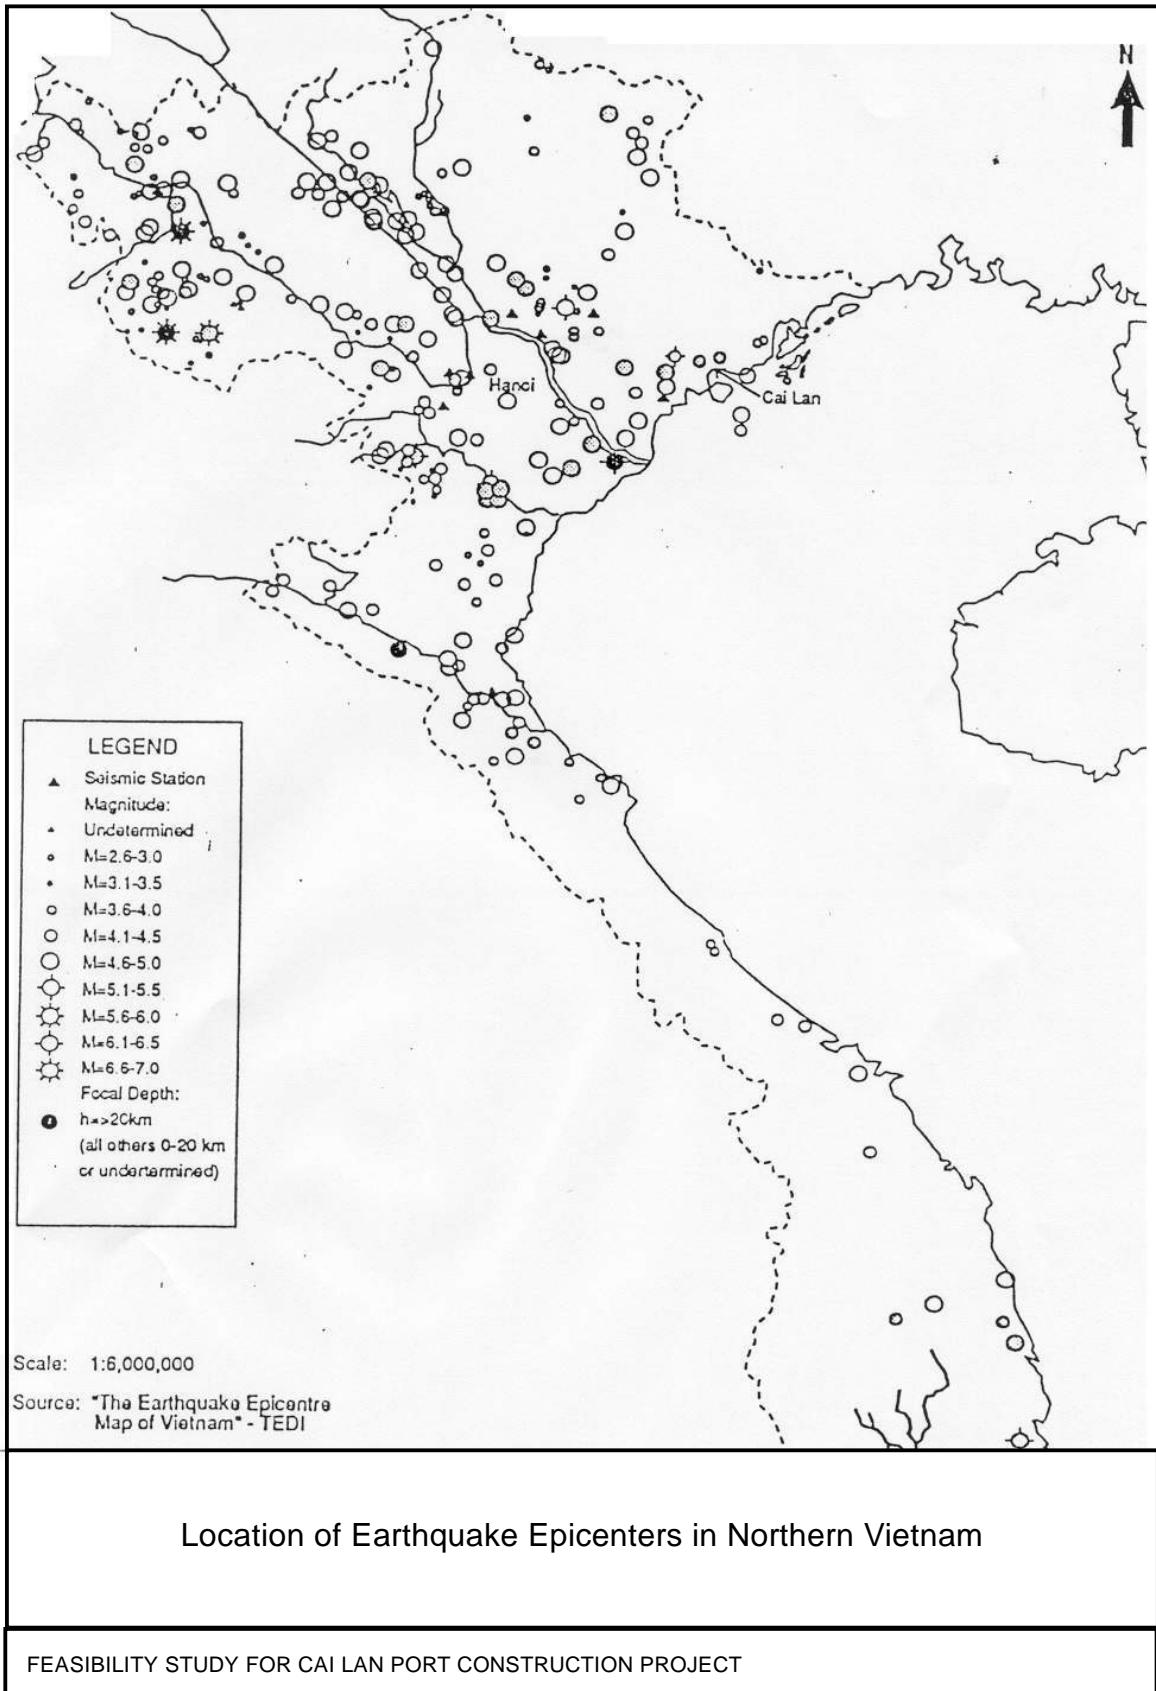 N
Hanoi
Cai Lan
LEGEND
Seismic Station
Magnitude:
Undetermined
M=2.6-3.0
M=3.1-3.5
M=3.6-4.0
M=4.1-4.5
M=4.6-5.0
M=5.1-5.5
M=5.6-6.0
M=6.1-6.5
M=6.6-7.0
Focal Depth:
h=>20km
(all others 0-20 km
or undertermined)
Scale: 1:6,000,000
Source: "The Earthquake Epicentre
Map of Vietnam" - TEDI
Location of Earthquake Epicenters in Northern Vietnam
FEASIBILITY STUDY FOR CAI LAN PORT CONSTRUCTION PROJECT